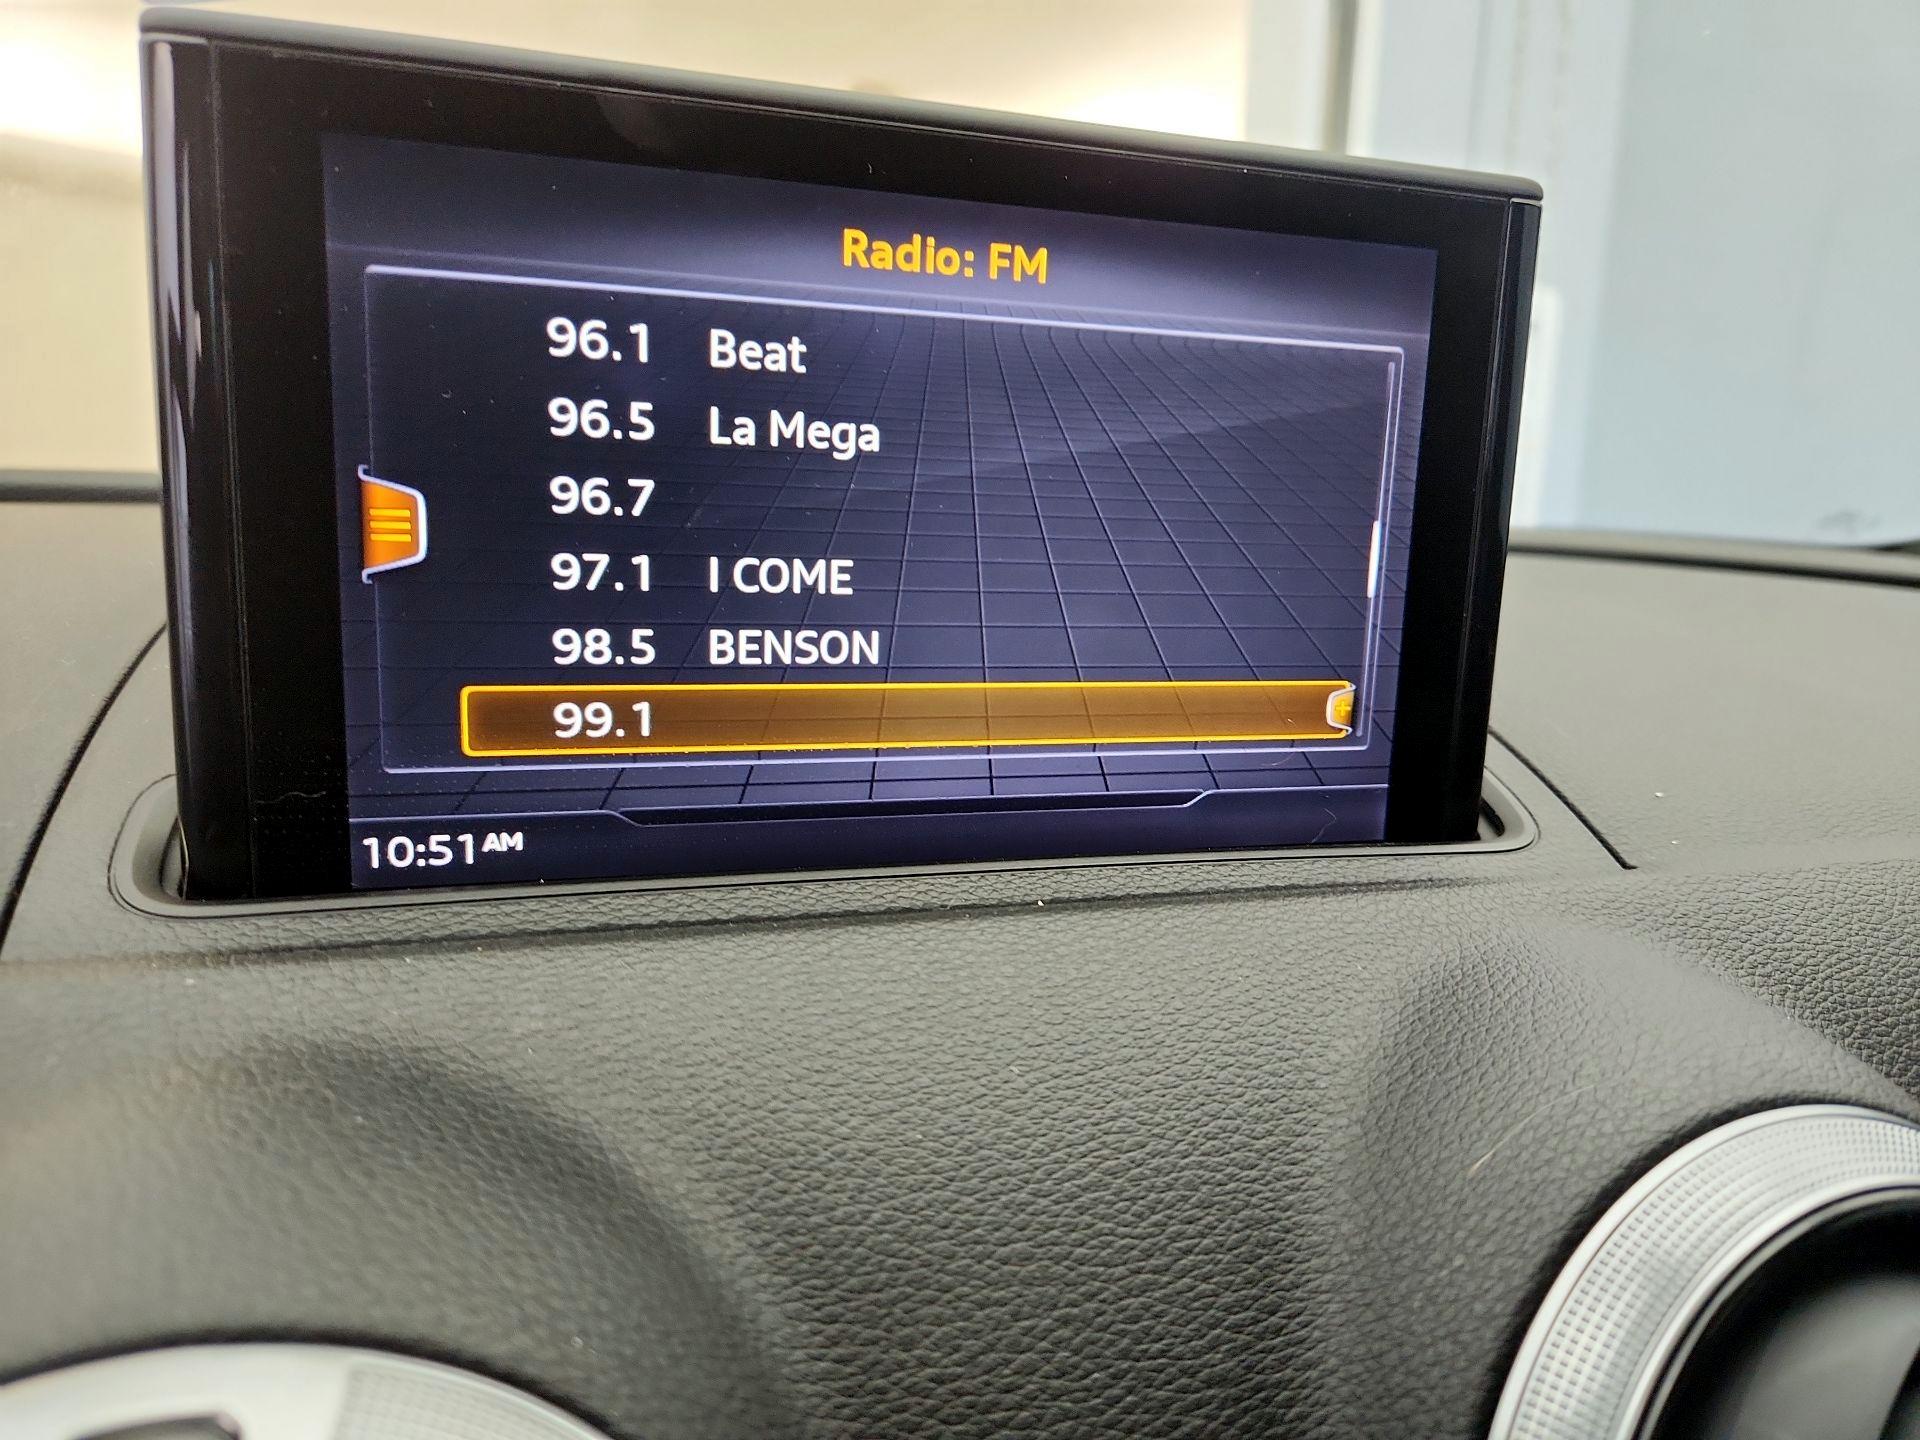 Radio: FM
96.1 Beat
96.5 La Mega
96.7
97.1 I COME
98.5 BENSON
99.1
10:51 AM